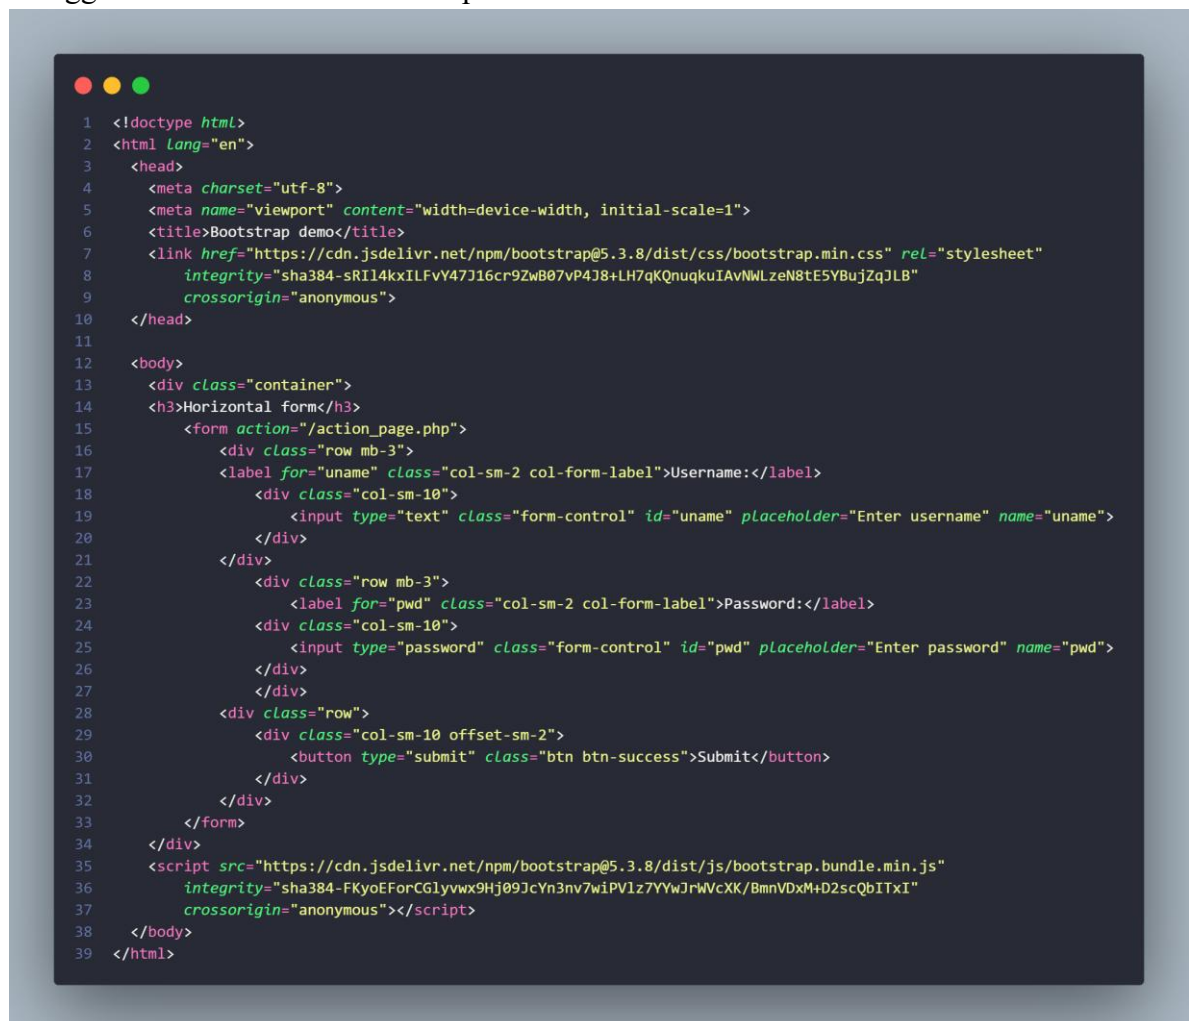 1 <!doctype html>
2 <html lang="en">
3 <head>
4 <meta charset="utf-8">
5 <meta name="viewport" content="width=device-width, initial-scale=1">
6 <title>Bootstrap demo</title>
7 <link href="https://cdn.jsdelivr.net/npm/bootstrap@5.3.8/dist/css/bootstrap.min.css" rel="stylesheet"
8 integrity="sha384-sRIl4kxILFvY47J16cr9ZwB07vP4J8+LH7qKQnuqkuIAvNWLzeN8tE5YBujZqJLB"
9 crossorigin="anonymous">
10 </head>
11
12 <body>
13 <div class="container">
14 <h3>Horizontal form</h3>
15 <form action="/action_page.php">
16 <div class="row mb-3">
17 <label for="uname" class="col-sm-2 col-form-label">Username:</label>
18 <div class="col-sm-10">
19 <input type="text" class="form-control" id="uname" placeholder="Enter username" name="uname">
20 </div>
21 </div>
22 <div class="row mb-3">
23 <label for="pwd" class="col-sm-2 col-form-label">Password:</label>
24 <div class="col-sm-10">
25 <input type="password" class="form-control" id="pwd" placeholder="Enter password" name="pwd">
26 </div>
27 </div>
28 <div class="row">
29 <div class="col-sm-10 offset-sm-2">
30 <button type="submit" class="btn btn-success">Submit</button>
31 </div>
32 </div>
33 </form>
34 </div>
35 <script src="https://cdn.jsdelivr.net/npm/bootstrap@5.3.8/dist/js/bootstrap.bundle.min.js"
36 integrity="sha384-FKyoEForCGlyvwx9Hj09JcYn3nv7wiPVlz7YYwJrWVcXK/BmnVDxM+D2scQbITxI"
37 crossorigin="anonymous"></script>
38 </body>
39 </html>